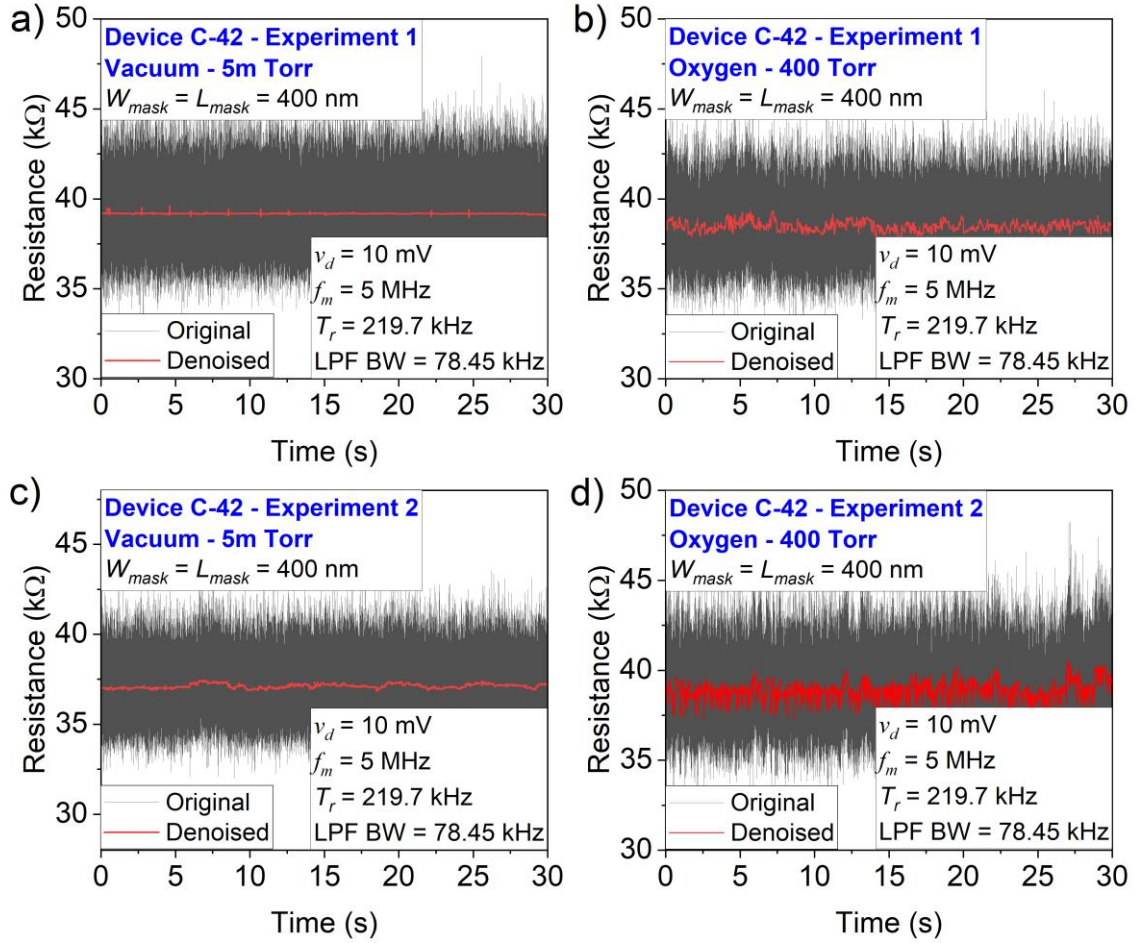 a)
50
45
40
35
30
Resistance (kΩ)
Device C-42 - Experiment 1
Vacuum - 5m Torr
W_mask = L_mask = 400 nm
v_d = 10 mV
f_m = 5 MHz
T_r = 219.7 kHz
LPF BW = 78.45 kHz
Original
Denoised
0 5 10 15 20 25 30
Time (s)
b)
50
45
40
35
30
Resistance (kΩ)
Device C-42 - Experiment 1
Oxygen - 400 Torr
W_mask = L_mask = 400 nm
v_d = 10 mV
f_m = 5 MHz
T_r = 219.7 kHz
LPF BW = 78.45 kHz
Original
Denoised
0 5 10 15 20 25 30
Time (s)
c)
45
40
35
30
Resistance (kΩ)
Device C-42 - Experiment 2
Vacuum - 5m Torr
W_mask = L_mask = 400 nm
v_d = 10 mV
f_m = 5 MHz
T_r = 219.7 kHz
LPF BW = 78.45 kHz
Original
Denoised
0 5 10 15 20 25 30
Time (s)
d)
50
45
40
35
30
Resistance (kΩ)
Device C-42 - Experiment 2
Oxygen - 400 Torr
W_mask = L_mask = 400 nm
v_d = 10 mV
f_m = 5 MHz
T_r = 219.7 kHz
LPF BW = 78.45 kHz
Original
Denoised
0 5 10 15 20 25 30
Time (s)